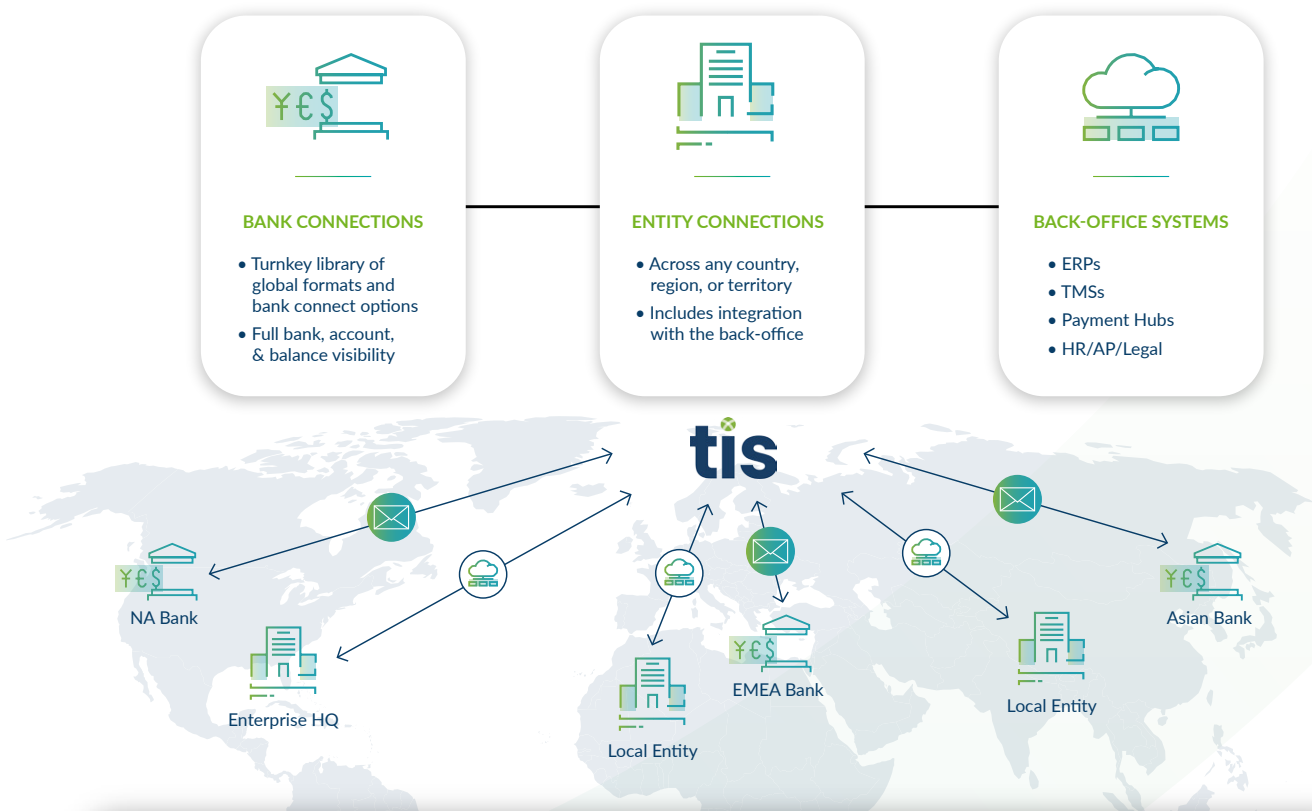 ¥€$
BANK CONNECTIONS
• Turnkey library of
global formats and
bank connect options
• Full bank, account,
& balance visibility
ENTITY CONNECTIONS
• Across any country,
region, or territory
• Includes integration
with the back-office
BACK-OFFICE SYSTEMS
• ERPs
• TMSs
• Payment Hubs
• HR/AP/Legal
tis
¥€$
NA Bank
Enterprise HQ
Local Entity
¥€$
EMEA Bank
Local Entity
¥€$
Asian Bank